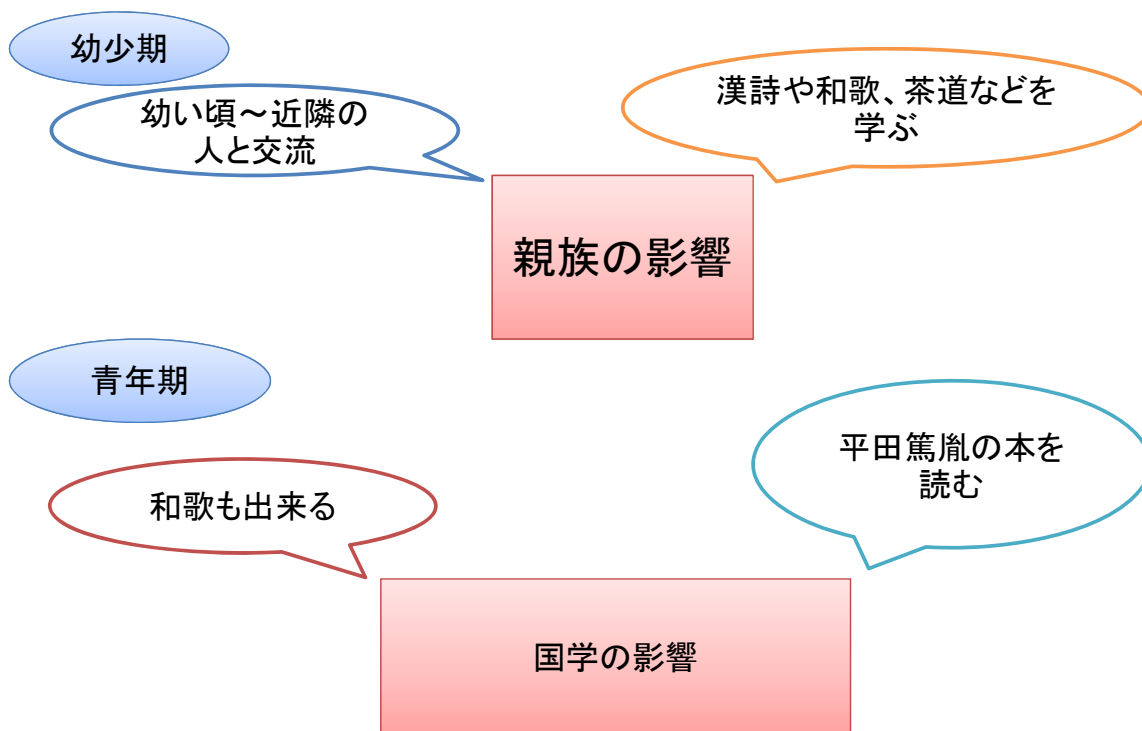 幼少期
幼い頃～近隣の
人と交流
漢詩や和歌、茶道などを
学ぶ
親族の影響
青年期
和歌も出来る
平田篤胤の本を
読む
国学の影響